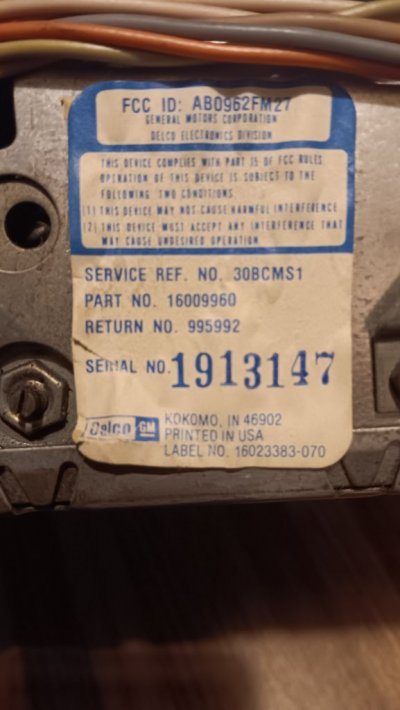 FCC ID: AB0962FM27
GENERAL MOTORS CORPORATION
DELCO ELECTRONICS DIVISION
THIS DEVICE COMPLIES WITH PART 15 OF FCC RULES
OPERATION OF THIS DEVICE IS SUBJECT TO THE
FOLLOWING TWO CONDITIONS.
(1) THIS DEVICE MAY NOT CAUSE HARMFUL INTERFERENCE.
(2) THIS DEVICE MUST ACCEPT ANY INTERFERENCE THAT
MAY CAUSE UNDESIRED OPERATION
SERVICE REF. NO. 30BCMS1
PART NO. 16009960
RETURN NO. 995992
SERIAL NO. 1913147
Delco GM
KOKOMO, IN 46902
PRINTED IN USA
LABEL NO. 16023383-070